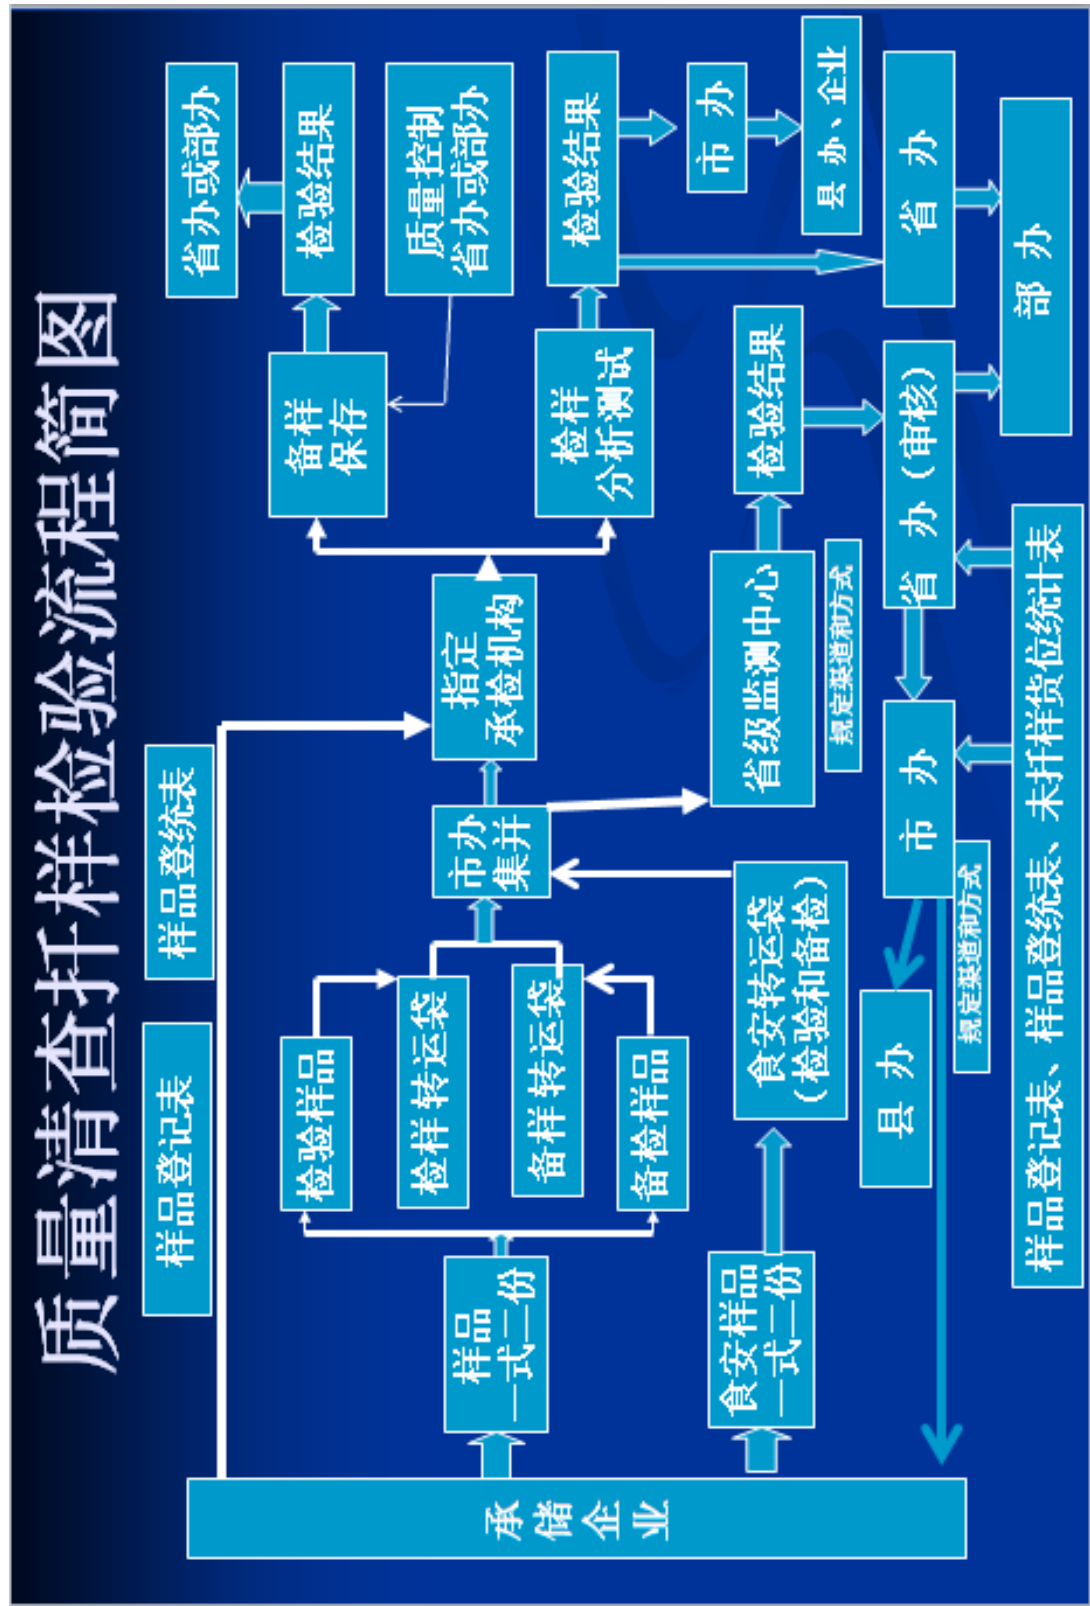 质量清查扦样检验流程简图
样品登记表
样品登统表
承储企业
样品
一式二份
检验样品
检样转运袋
备样转运袋
备检样品
市办
集并
指定
承检机构
备样
保存
检验结果
省办或部办
质量控制
省办或部办
检样
分析测试
检验结果
市办
县办、企业
省办
部办
食安样品
一式二份
食安转运袋
(检验和备检)
省级监测中心
检验结果
规定渠道和方式
省办(审核)
市办
县办
规定渠道和方式
样品登记表、样品登统表、未扦样货位统计表